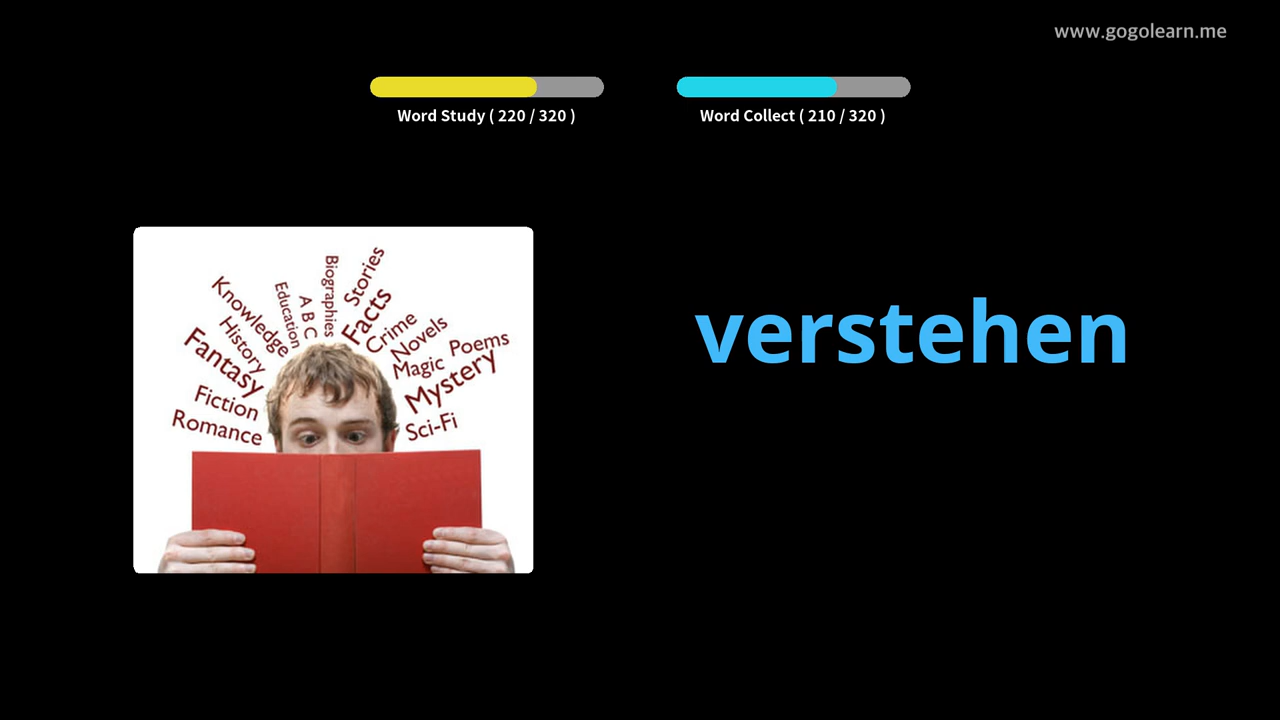 www.gogolearn.me
Word Study ( 220 / 320 )
Word Collect ( 210 / 320 )
Biographies
Stories
Education
A B C
Facts
Knowledge
Crime
Novels
History
Poems
Fantasy
Magic
Mystery
Fiction
Romance
Sci-Fi
verstehen